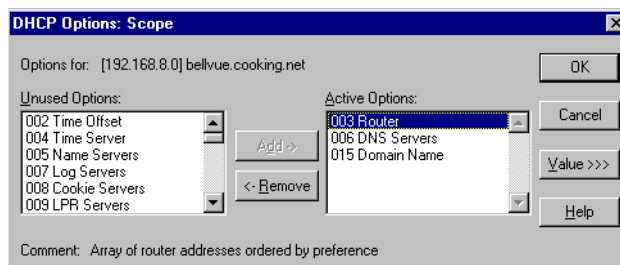 DHCP Options: Scope
Options for: [192.168.8.0] bellvue.cooking.net
OK
Unused Options:
Active Options:
002 Time Offset
004 Time Server
005 Name Servers
007 Log Servers
008 Cookie Servers
009 LPR Servers
Add ->
<- Remove
003 Router
006 DNS Servers
015 Domain Name
Cancel
Value >>>
Help
Comment: Array of router addresses ordered by preference